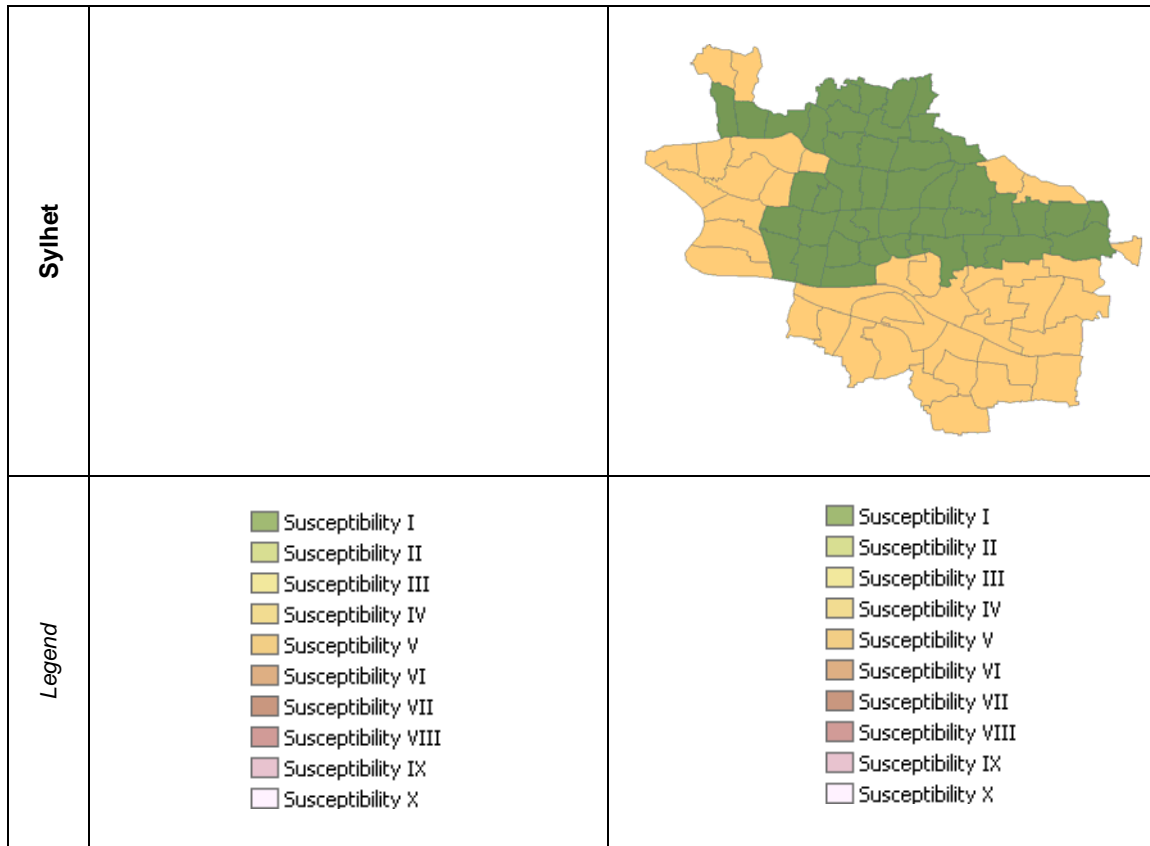 Sylhet
Legend
Susceptibility I
Susceptibility II
Susceptibility III
Susceptibility IV
Susceptibility V
Susceptibility VI
Susceptibility VII
Susceptibility VIII
Susceptibility IX
Susceptibility X
Susceptibility I
Susceptibility II
Susceptibility III
Susceptibility IV
Susceptibility V
Susceptibility VI
Susceptibility VII
Susceptibility VIII
Susceptibility IX
Susceptibility X